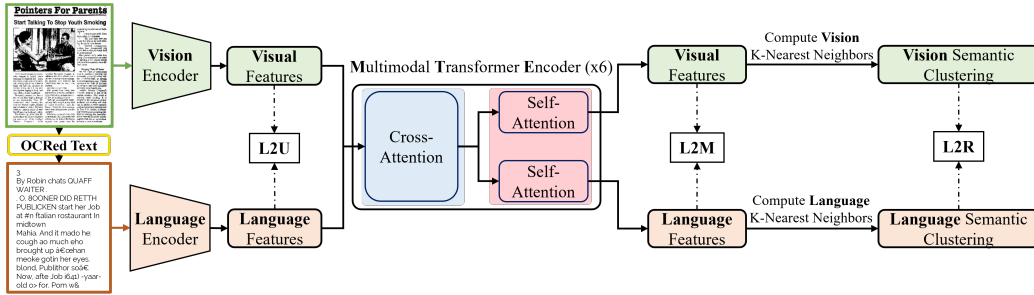 Pointers For Parents
Start Talking To Stop Youth Smoking
OCRed Text
3
By Robin chats QUAFF
WAITER .
. O. 8OONER DID RETTH
PUBLICKEN start her Job
at #n ftalian rostaurant In
midtown
Mahia. And it mado he:
cough ao much eho
brought up â€cehan
meoke gotin her eyes.
blond, Publithor soâ€
Now, afte Job i641) -yaar-
old o> for. Pom w&
Vision
Encoder
Language
Encoder
Visual
Features
L2U
Language
Features
Multimodal Transformer Encoder (x6)
Cross-
Attention
Self-
Attention
Self-
Attention
Visual
Features
L2M
Language
Features
Compute Vision
K-Nearest Neighbors
Compute Language
K-Nearest Neighbors
Vision Semantic
Clustering
L2R
Language Semantic
Clustering